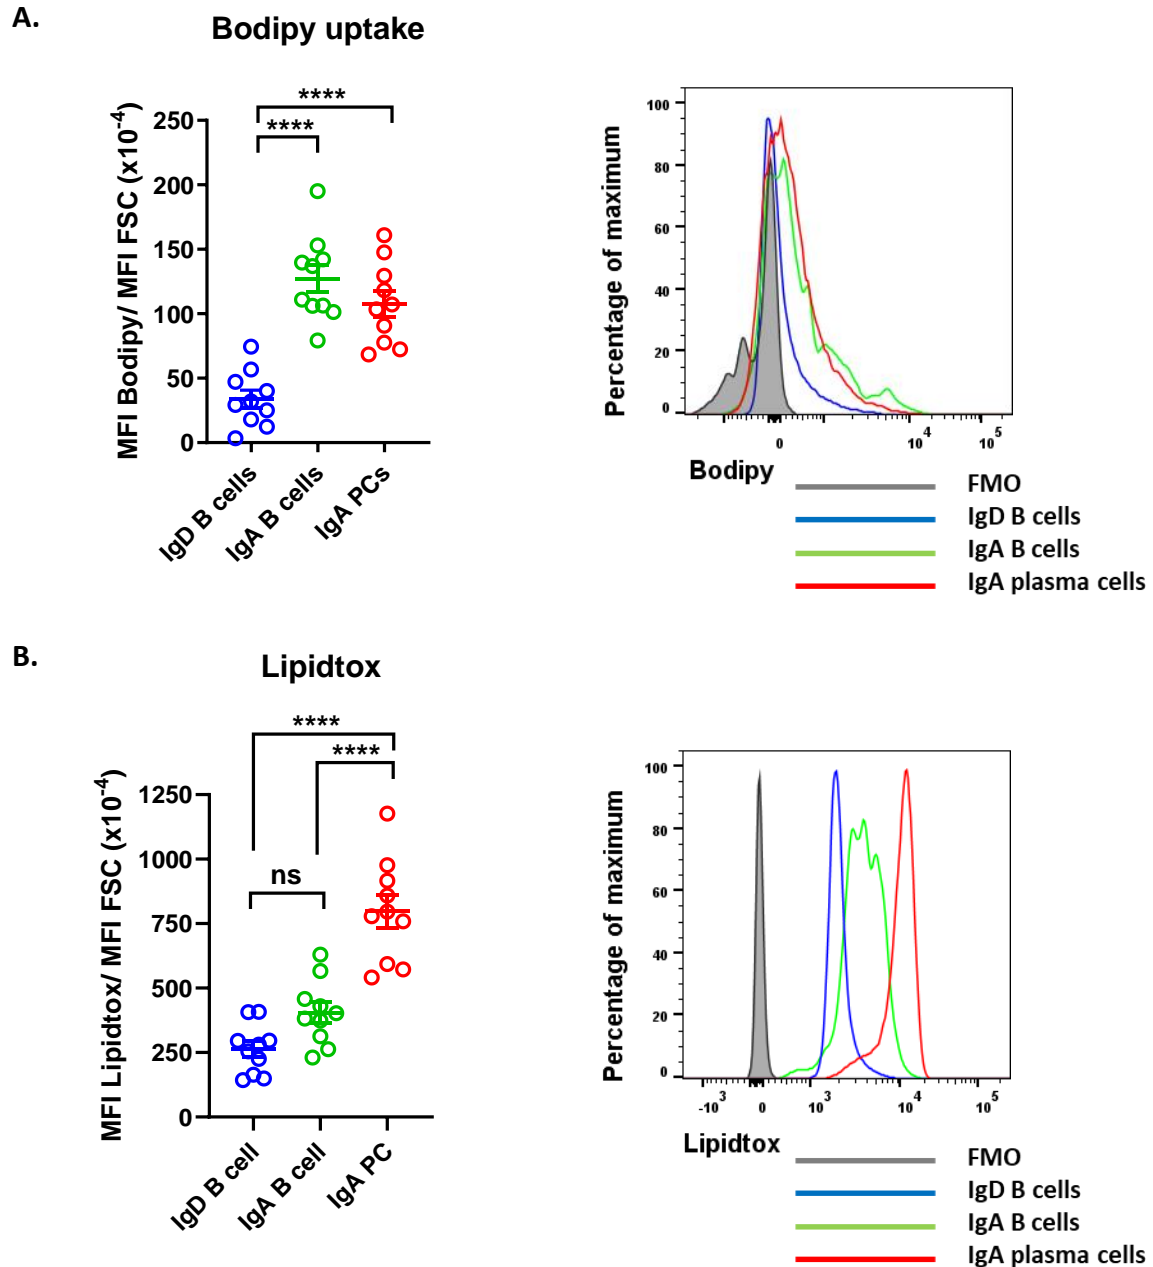 A.
Bodipy uptake
MFI Bodipy/ MFI FSC (x10-4)
250
200
150
100
50
0
****
****
IgD B cells
IgA B cells
IgA PCs
Percentage of maximum
100
80
60
40
20
0
0
10^4
10^5
Bodipy
FMO
IgD B cells
IgA B cells
IgA plasma cells
B.
Lipidtox
MFI Lipidtox/ MFI FSC (x10-4)
1250
1000
750
500
250
0
****
****
ns
IgD B cell
IgA B cell
IgA PC
Percentage of maximum
100
80
60
40
20
0
-10^3
0
10^3
10^4
10^5
Lipidtox
FMO
IgD B cells
IgA B cells
IgA plasma cells